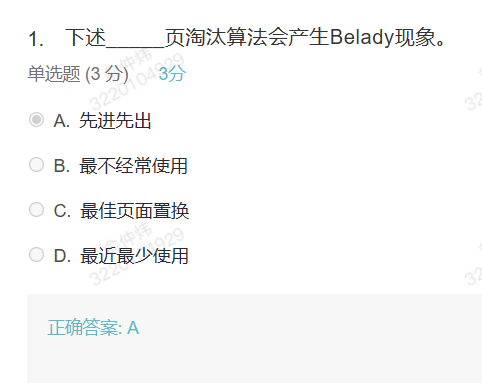 1. 下述_____页淘汰算法会产生Belady现象。
单选题 (3 分) 3分
A. 先进先出
B. 最不经常使用
C. 最佳页面置换
D. 最近最少使用
正确答案: A
3220104929
3220104929